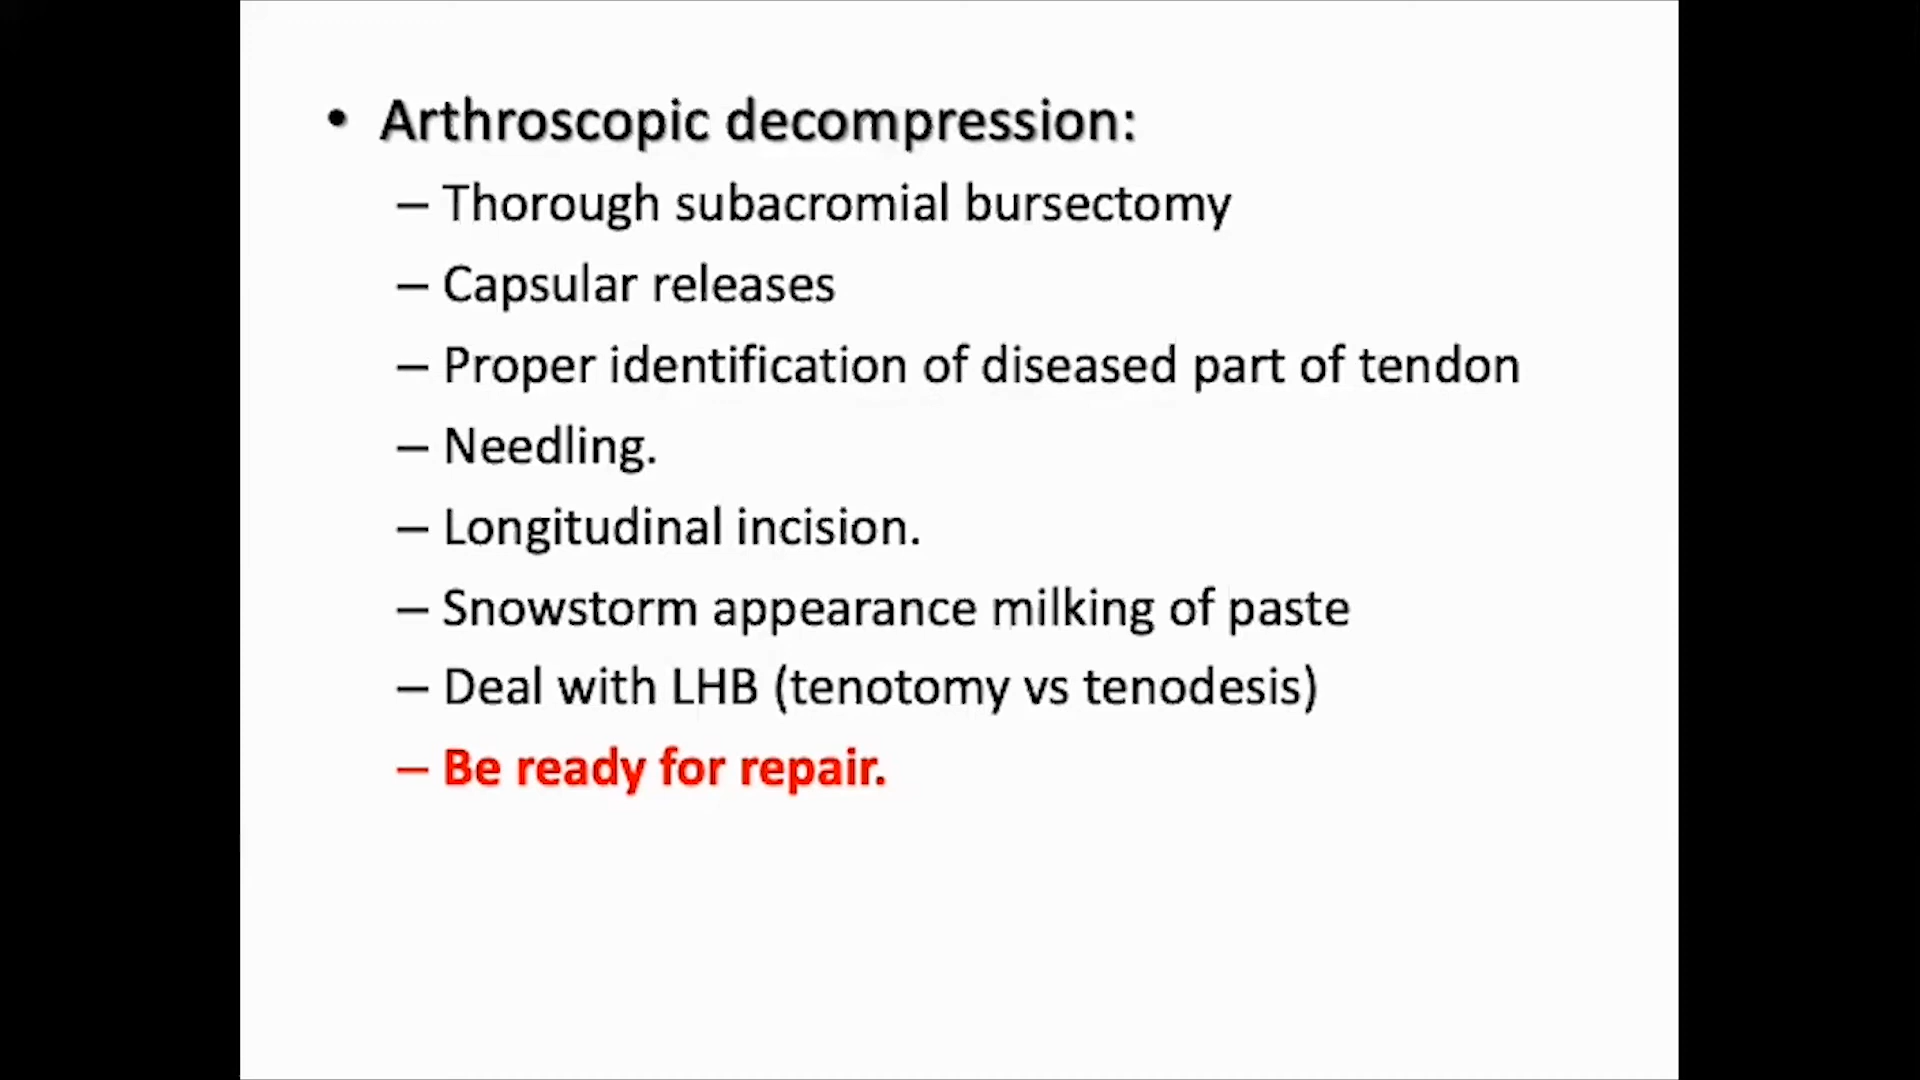 • Arthroscopic decompression:
– Thorough subacromial bursectomy
– Capsular releases
– Proper identification of diseased part of tendon
– Needling.
– Longitudinal incision.
– Snowstorm appearance milking of paste
– Deal with LHB (tenotomy vs tenodesis)
– Be ready for repair.